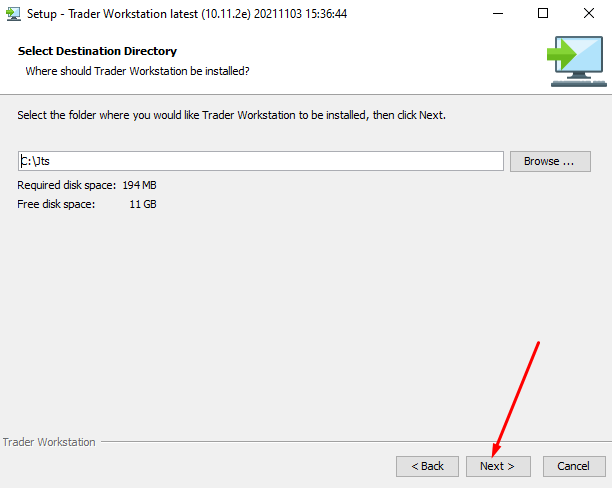 Setup - Trader Workstation latest (10.11.2e) 20211103 15:36:44
Select Destination Directory
Where should Trader Workstation be installed?
Select the folder where you would like Trader Workstation to be installed, then click Next.
C:\Jts
Browse ...
Required disk space: 194 MB
Free disk space: 11 GB
Trader Workstation
< Back
Next >
Cancel